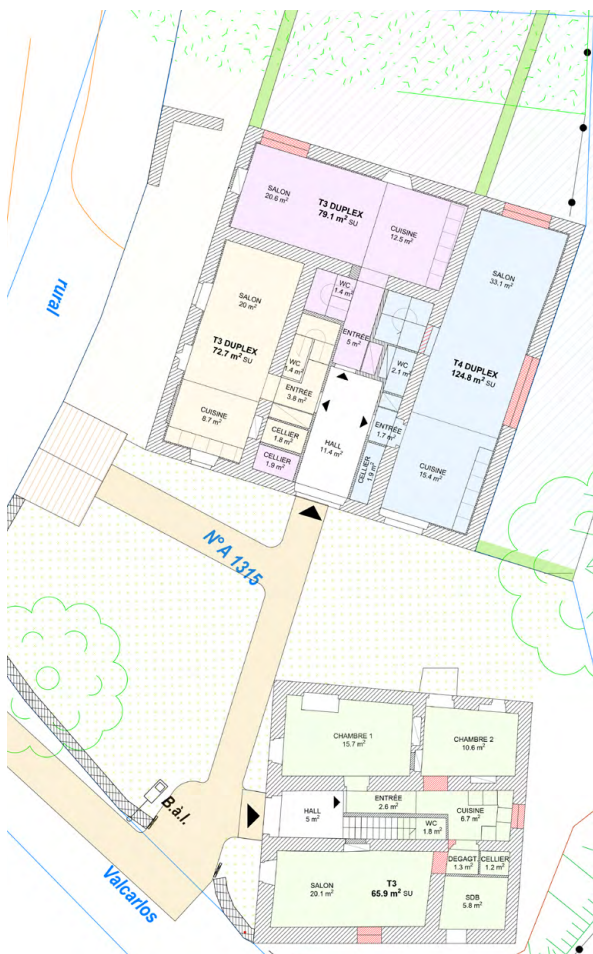 SALON
20.6 m²
T3 DUPLEX
79.1 m² SU
CUISINE
12.5 m²
SALON
33.1 m²
WC
1.4 m²
rural
SALON
20 m²
ENTRÉE
5 m²
T3 DUPLEX
72.7 m² SU
WC
1.4 m²
WC
2.1 m²
T4 DUPLEX
124.8 m² SU
ENTRÉE
3.8 m²
CUISINE
8.7 m²
CELLIER
1.8 m²
HALL
11.4 m²
ENTRÉE
1.7 m²
CELLIER
1.9 m²
CELLIER
1.9 m²
CUISINE
15.4 m²
N°A 1315
CHAMBRE 1
15.7 m²
CHAMBRE 2
10.6 m²
B.à.l.
HALL
5 m²
ENTRÉE
2.6 m²
CUISINE
6.7 m²
WC
1.8 m²
Valcarlos
SALON
20.1 m²
T3
65.9 m² SU
DEGAGT.
1.3 m²
CELLIER
1.2 m²
SDB
5.8 m²